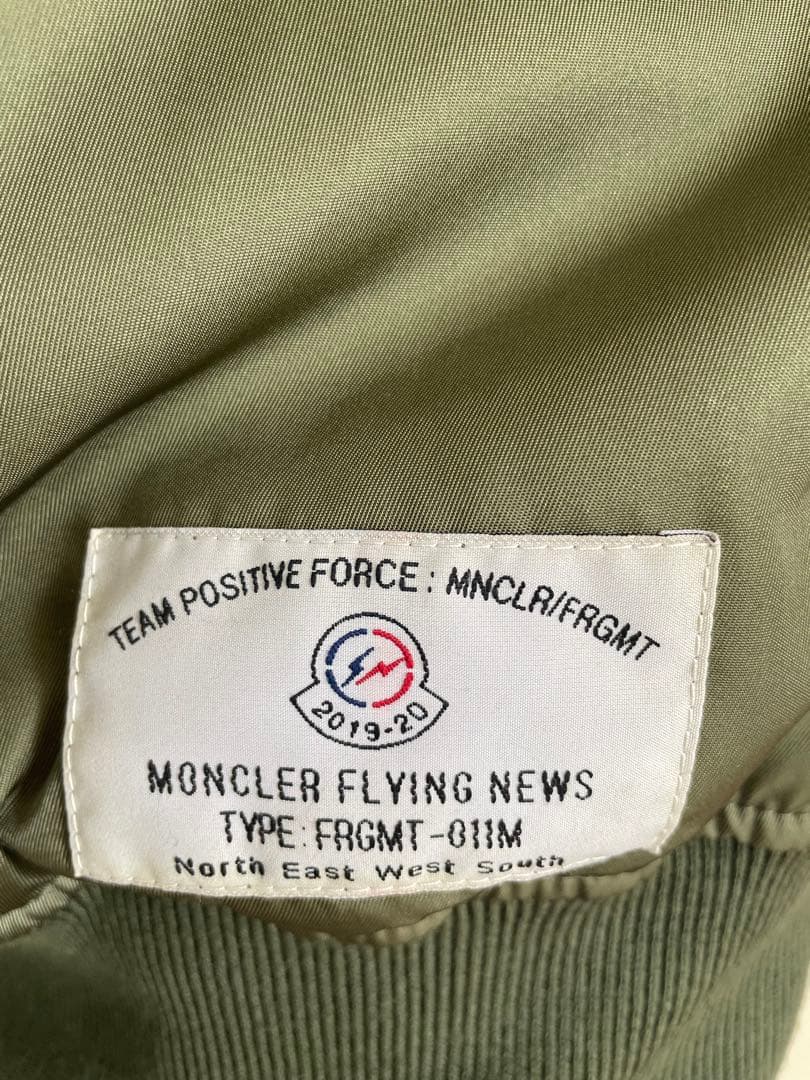 TEAM POSITIVE FORCE : MNCLR/FRGMT
2019-20
MONCLER FLYING NEWS
TYPE: FRGMT-011M
North East West South